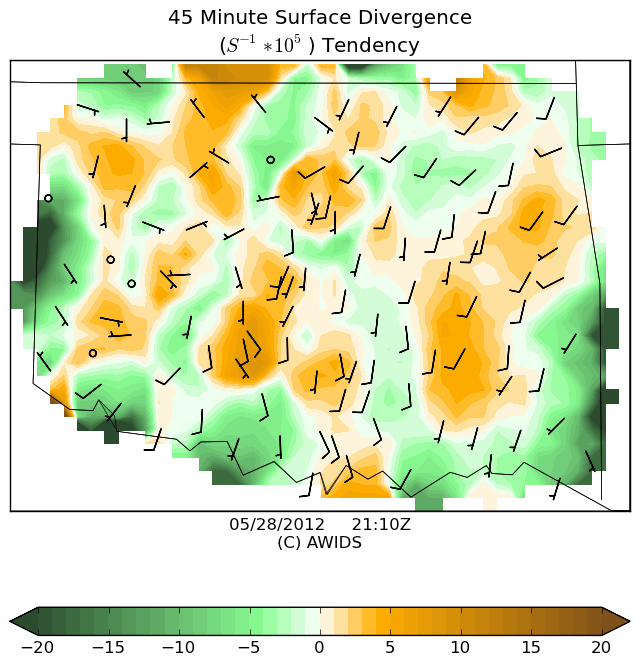 45 Minute Surface Divergence
(S⁻¹ *10⁵ ) Tendency
05/28/2012 21:10Z
(C) AWIDS
−20 −15 −10 −5 0 5 10 15 20